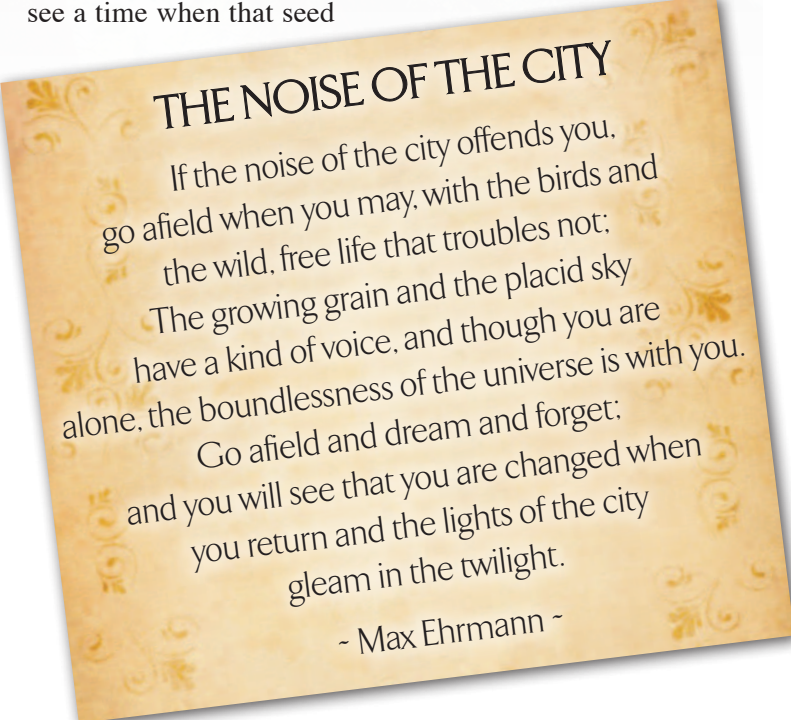 see a time when that seed
THE NOISE OF THE CITY
If the noise of the city offends you,
go afield when you may, with the birds and
the wild, free life that troubles not;
The growing grain and the placid sky
have a kind of voice, and though you are
alone, the boundlessness of the universe is with you.
Go afield and dream and forget;
and you will see that you are changed when
you return and the lights of the city
gleam in the twilight.
~ Max Ehrmann ~